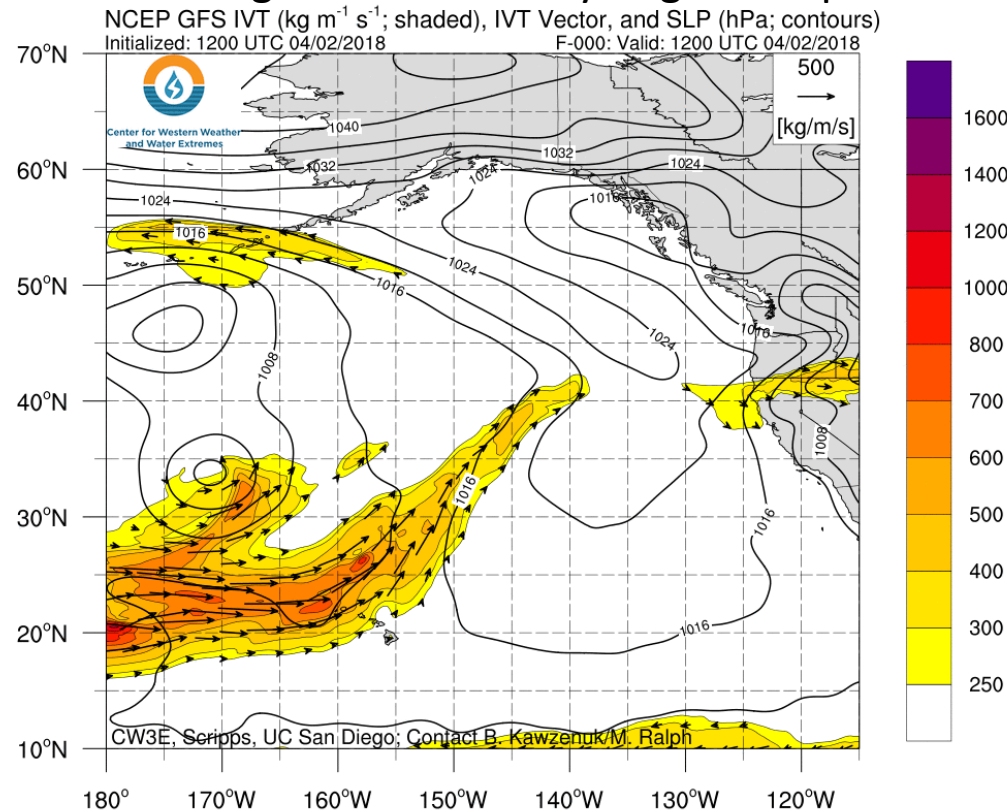 NCEP GFS IVT (kg m-1 s-1; shaded), IVT Vector, and SLP (hPa; contours)
Initialized: 1200 UTC 04/02/2018 F-000: Valid: 1200 UTC 04/02/2018
70°N
500
[kg/m/s]
Center for Western Weather
and Water Extremes
1040
1032
1032
1024
1024
1024
60°N
1016
1016
1024
1016
50°N
1024
1016
1008
40°N
1008
1016
1016
30°N
20°N
1016
10°N
CW3E, Scripps, UC San Diego; Contact B. Kawzenuk/M. Ralph
180° 170°W 160°W 150°W 140°W 130°W 120°W
1600
1400
1200
1000
800
700
600
500
400
300
250